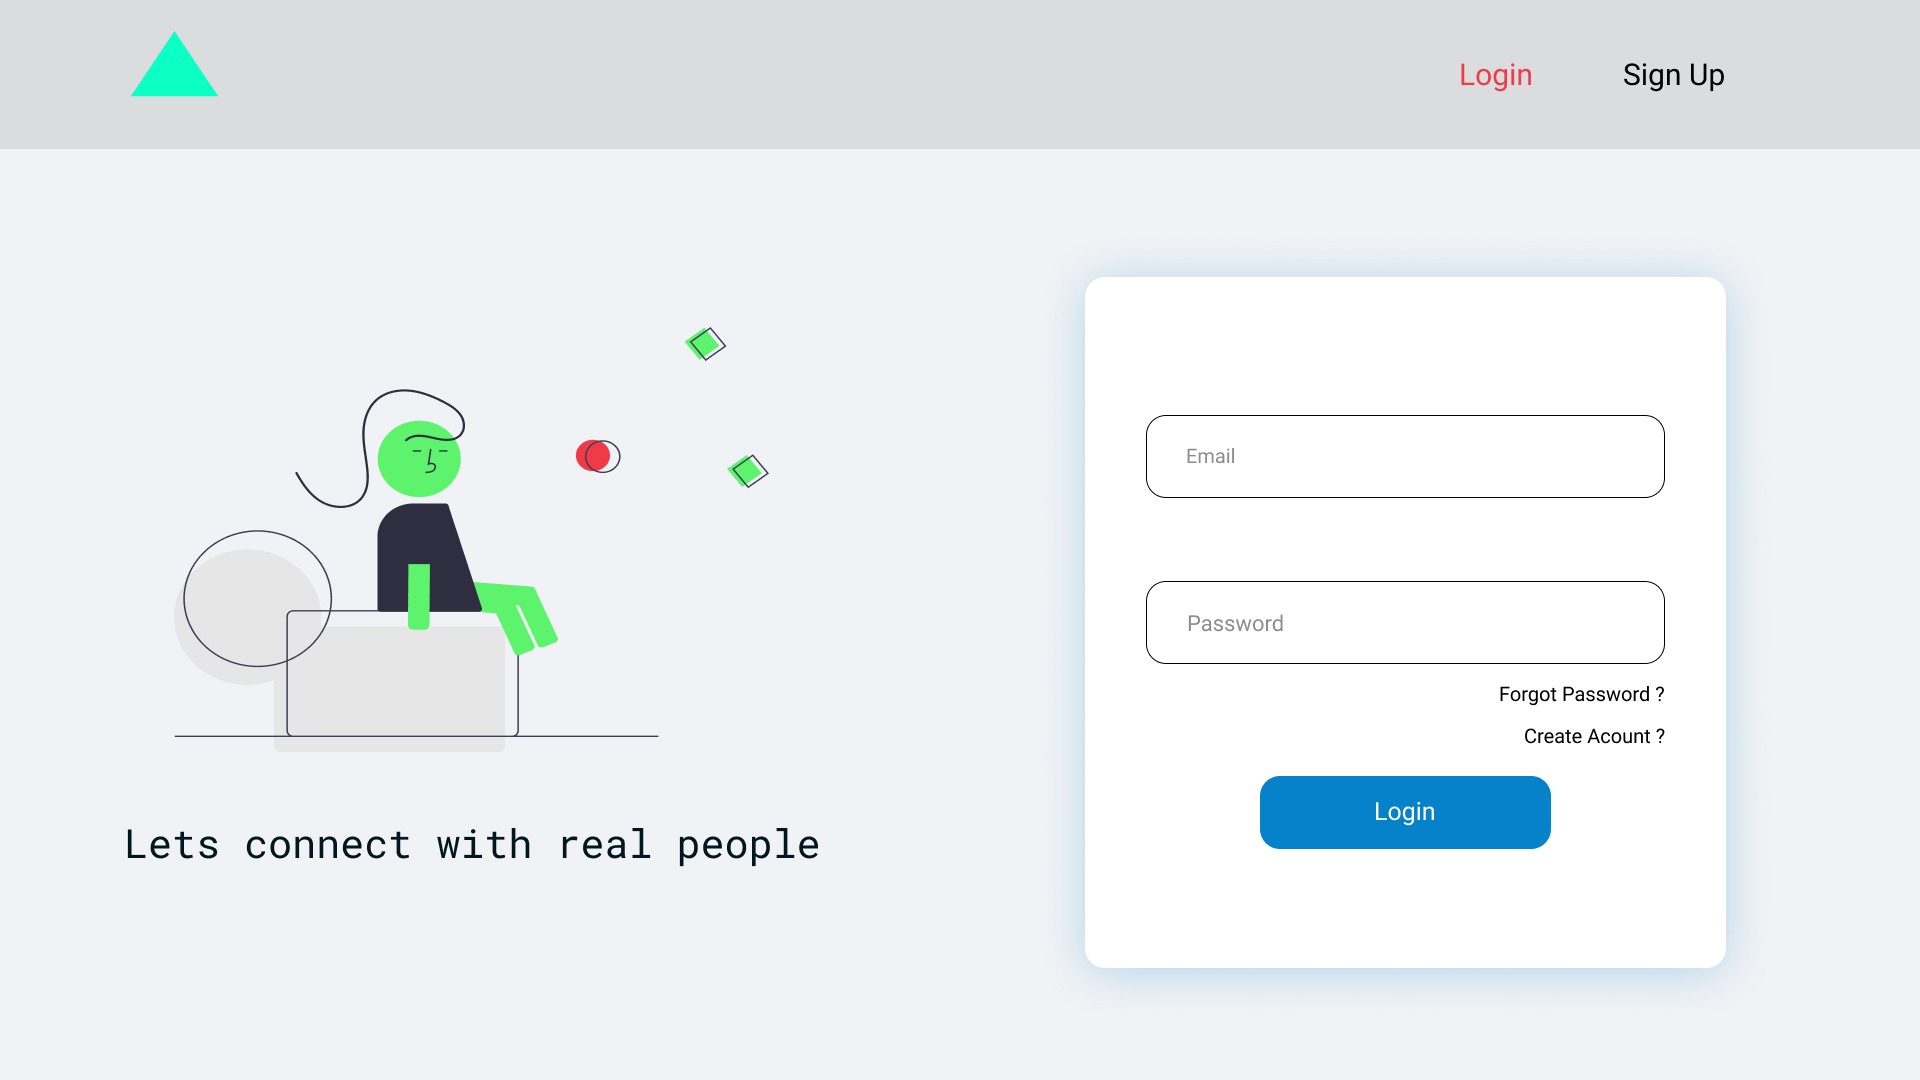 Login
Sign Up
Email
Password
Forgot Password ?
Create Acount ?
Login
Lets connect with real people